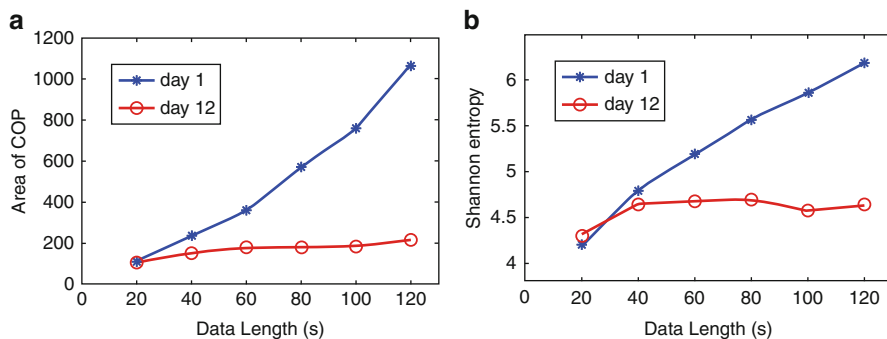 a
1200
1000
800
600
400
200
0
Area of COP
day 1
day 12
0 20 40 60 80 100 120
Data Length (s)
b
6
5.5
5
4.5
4
Shannon entropy
day 1
day 12
0 20 40 60 80 100 120
Data Length (s)